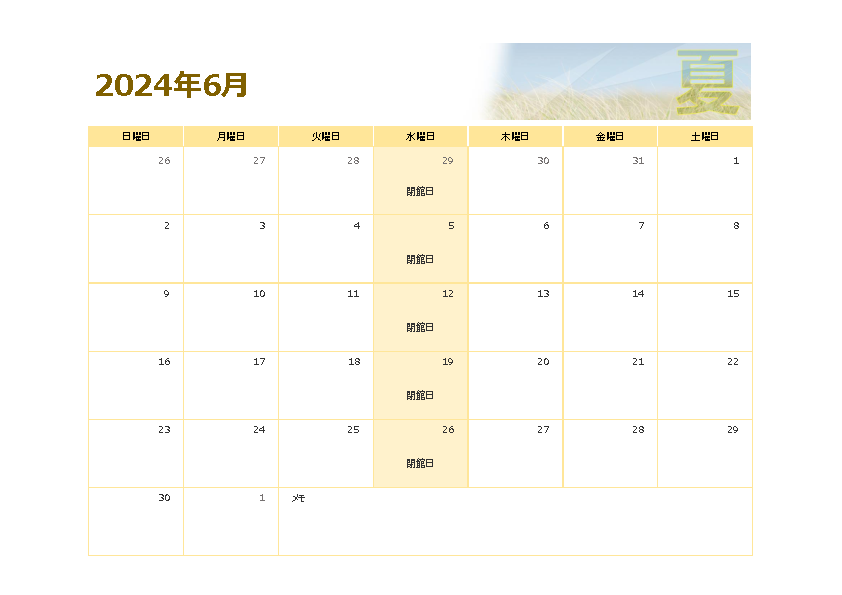 2024年6月
夏
日曜日 月曜日 火曜日 水曜日 木曜日 金曜日 土曜日
26 27 28 29 30 31 1
閉館日
2 3 4 5 6 7 8
閉館日
9 10 11 12 13 14 15
閉館日
16 17 18 19 20 21 22
閉館日
23 24 25 26 27 28 29
閉館日
30 1 メモ